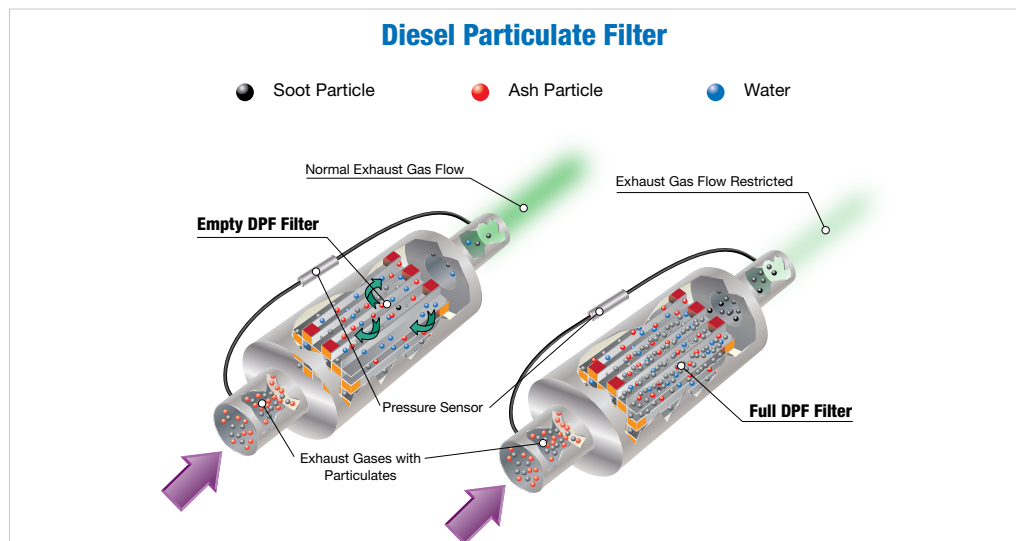 Diesel Particulate Filter
Soot Particle
Ash Particle
Water
Normal Exhaust Gas Flow
Exhaust Gas Flow Restricted
Empty DPF Filter
Pressure Sensor
Full DPF Filter
Exhaust Gases with
Particulates